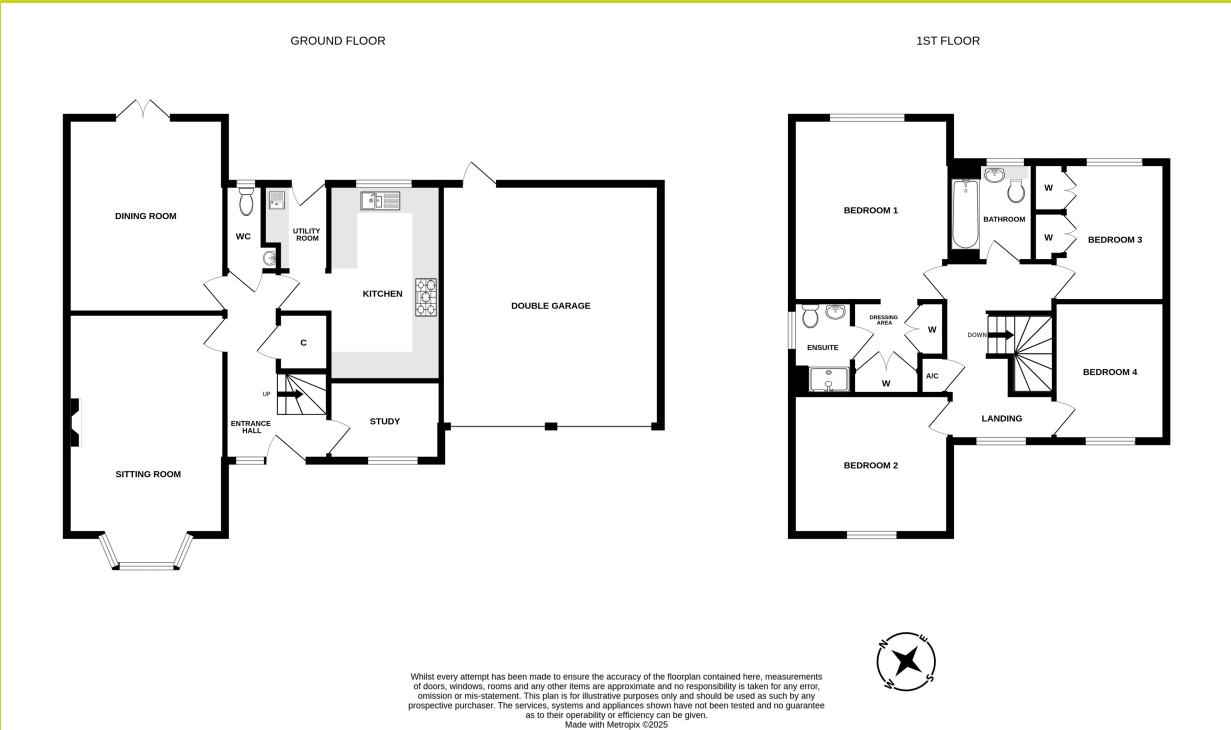 GROUND FLOOR
1ST FLOOR
DINING ROOM
WC
UTILITY
ROOM
KITCHEN
DOUBLE GARAGE
C
UP
ENTRANCE
HALL
STUDY
SITTING ROOM
BEDROOM 1
BATHROOM
W
W
BEDROOM 3
ENSUITE
DRESSING
AREA
W
W
A/C
DOWN
BEDROOM 4
LANDING
BEDROOM 2
N
E
S
W
Whilst every attempt has been made to ensure the accuracy of the floorplan contained here, measurements
of doors, windows, rooms and any other items are approximate and no responsibility is taken for any error,
omission or mis-statement. This plan is for illustrative purposes only and should be used as such by any
prospective purchaser. The services, systems and appliances shown have not been tested and no guarantee
as to their operability or efficiency can be given.
Made with Metropix ©2025